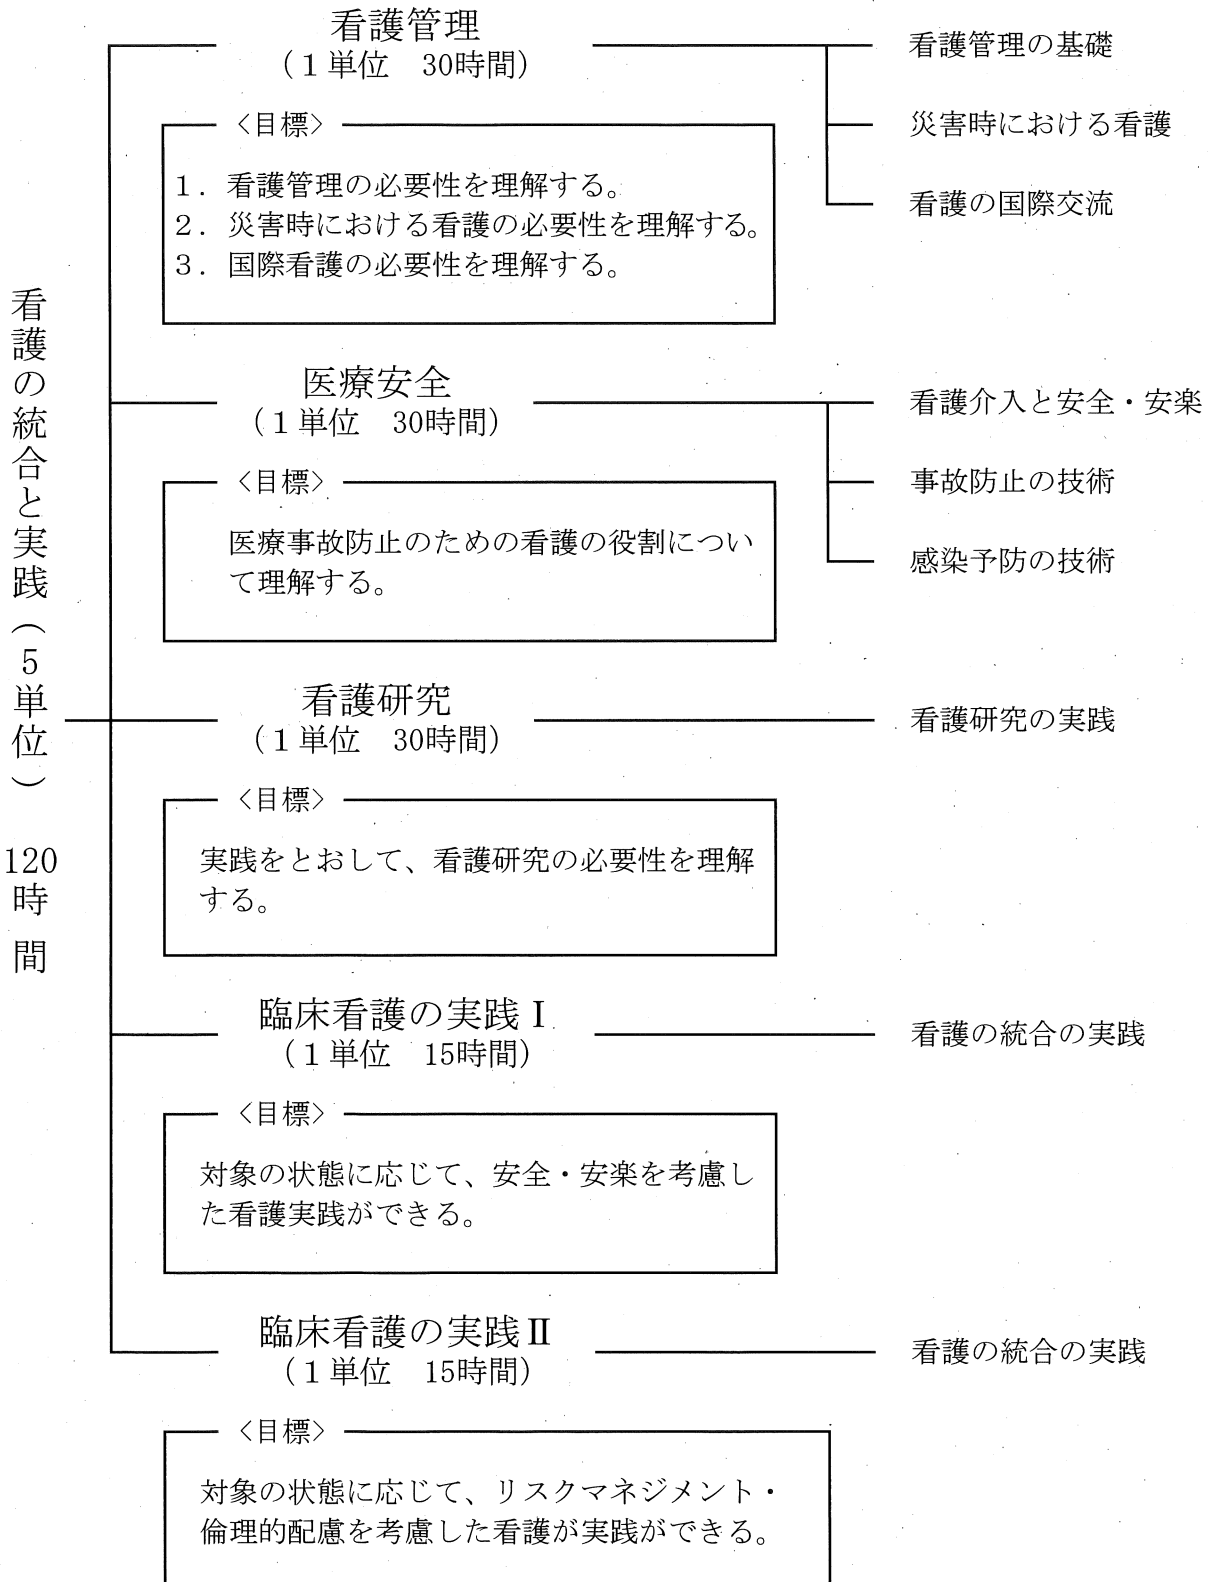 看護の統合と実践（5単位） 120時間
看護管理
（1単位　30時間）
看護管理の基礎
災害時における看護
看護の国際交流
〈目標〉
1．看護管理の必要性を理解する。
2．災害時における看護の必要性を理解する。
3．国際看護の必要性を理解する。
医療安全
（1単位　30時間）
看護介入と安全・安楽
事故防止の技術
感染予防の技術
〈目標〉
医療事故防止のための看護の役割につい
て理解する。
看護研究
（1単位　30時間）
看護研究の実践
〈目標〉
実践をとおして、看護研究の必要性を理解
する。
臨床看護の実践Ⅰ
（1単位　15時間）
看護の統合の実践
〈目標〉
対象の状態に応じて、安全・安楽を考慮し
た看護実践ができる。
臨床看護の実践Ⅱ
（1単位　15時間）
看護の統合の実践
〈目標〉
対象の状態に応じて、リスクマネジメント・
倫理的配慮を考慮した看護が実践ができる。